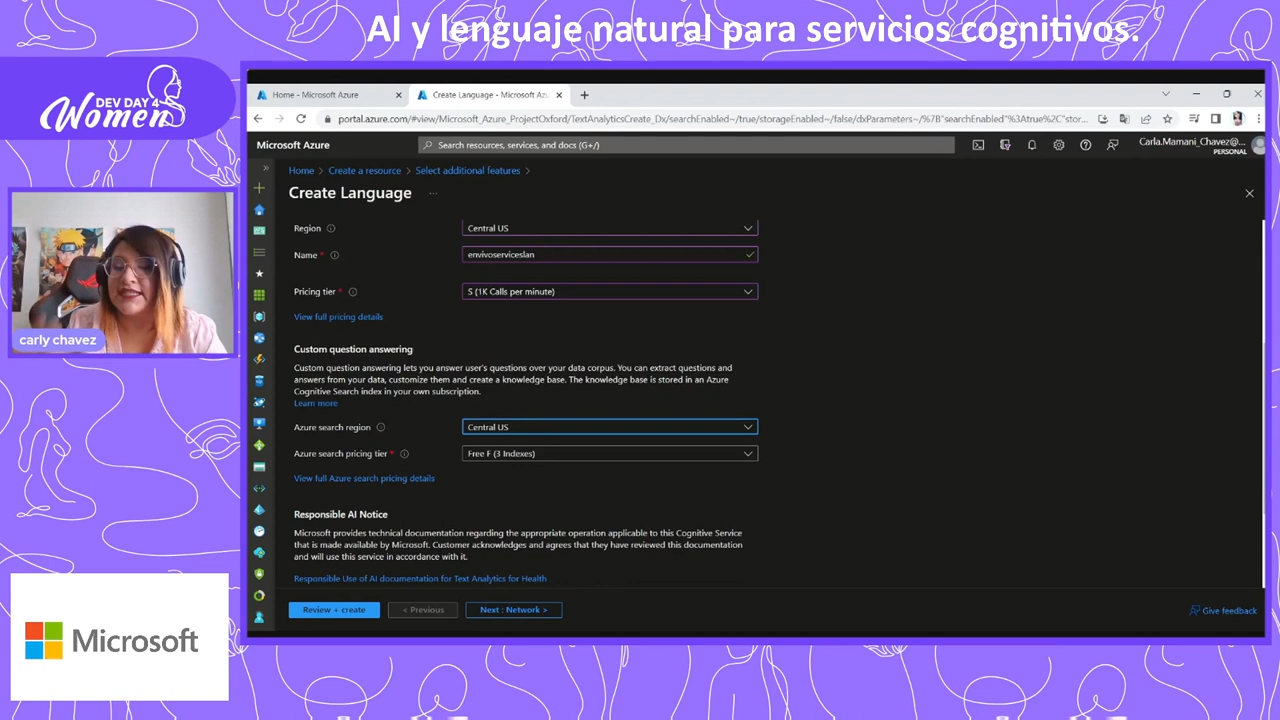 AI y lenguaje natural para servicios cognitivos.
DEV DAY 4
Women
Home - Microsoft Azure
Create Language - Microsoft Az
portal.azure.com/#view/Microsoft_Azure_ProjectOxford/TextAnalyticsCreate_Dx/searchEnabled~/true/storageEnabled~/false/dxParameters~/%7B"searchEnabled"%3Atrue%2C"stor...
Microsoft Azure
Search resources, services, and docs (G+/)
Carla.Mamani_Chavez@...
PERSONAL
Home > Create a resource > Select additional features >
Create Language ...
Region
Central US
Name *
envivoserviceslan
Pricing tier *
S (1K Calls per minute)
View full pricing details
Custom question answering
Custom question answering lets you answer user's questions over your data corpus. You can extract questions and
answers from your data, customize them and create a knowledge base. The knowledge base is stored in an Azure
Cognitive Search index in your own subscription.
Learn more
Azure search region
Central US
Azure search pricing tier *
Free F (3 Indexes)
View full Azure search pricing details
Responsible AI Notice
Microsoft provides technical documentation regarding the appropriate operation applicable to this Cognitive Service
that is made available by Microsoft. Customer acknowledges and agrees that they have reviewed this documentation
and will use this service in accordance with it.
Responsible Use of AI documentation for Text Analytics for Health
Review + create
< Previous
Next : Network >
Give feedback
carly chavez
Microsoft